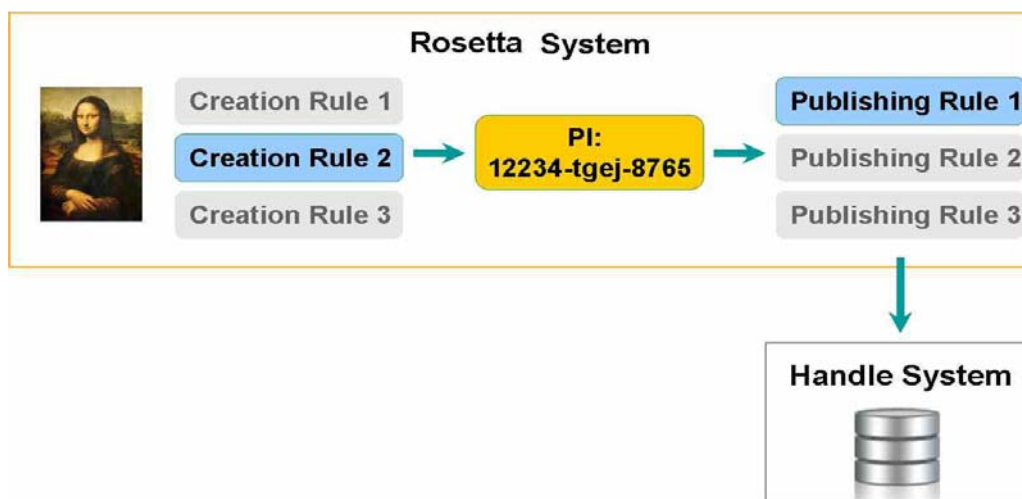 Rosetta System
Creation Rule 1
Creation Rule 2
Creation Rule 3
PI:
12234-tgej-8765
Publishing Rule 1
Publishing Rule 2
Publishing Rule 3
Handle System